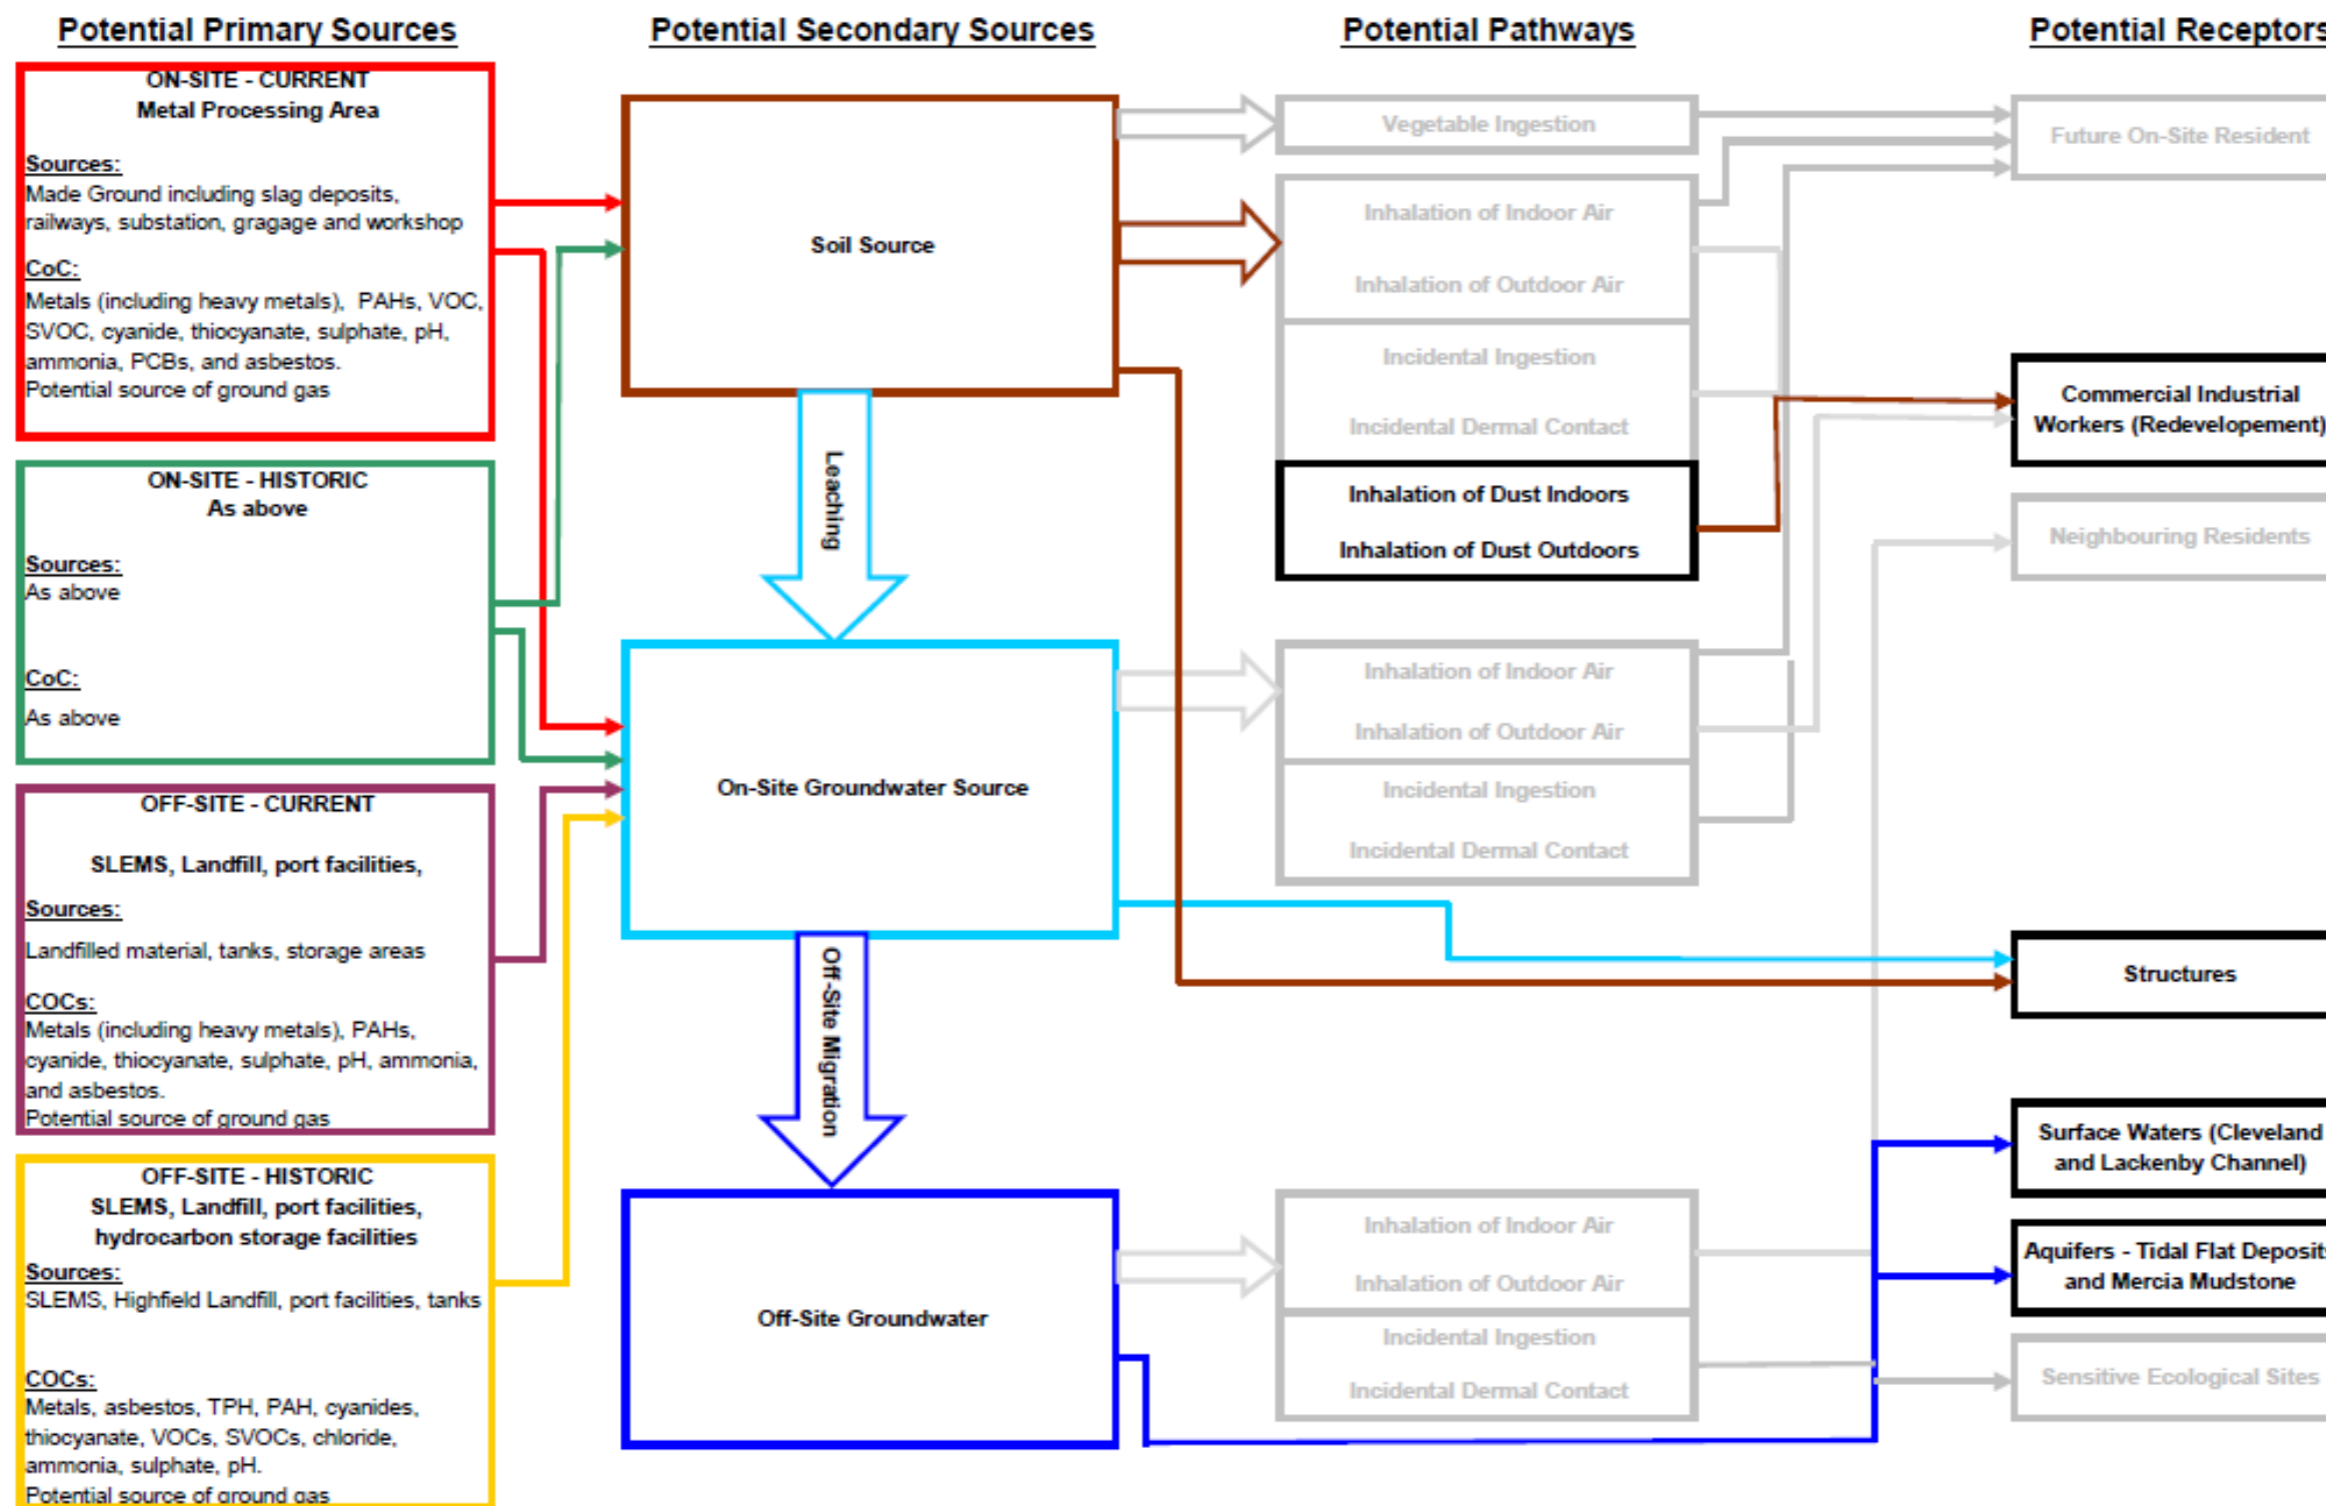 Potential Primary Sources
Potential Secondary Sources
Potential Pathways
Potential Receptors
ON-SITE - CURRENT
Metal Processing Area
Sources:
Made Ground including slag deposits,
railways, substation, gragage and workshop
CoC:
Metals (including heavy metals), PAHs, VOC,
SVOC, cyanide, thiocyanate, sulphate, pH,
ammonia, PCBs, and asbestos.
Potential source of ground gas
ON-SITE - HISTORIC
As above
Sources:
As above
CoC:
As above
OFF-SITE - CURRENT
SLEMS, Landfill, port facilities,
Sources:
Landfilled material, tanks, storage areas
COCs:
Metals (including heavy metals), PAHs,
cyanide, thiocyanate, sulphate, pH, ammonia,
and asbestos.
Potential source of ground gas
OFF-SITE - HISTORIC
SLEMS, Landfill, port facilities,
hydrocarbon storage facilities
Sources:
SLEMS, Highfield Landfill, port facilities, tanks
COCs:
Metals, asbestos, TPH, PAH, cyanides,
thiocyanate, VOCs, SVOCs, chloride,
ammonia, sulphate, pH.
Potential source of ground gas
Soil Source
Leaching
On-Site Groundwater Source
Off-Site Migration
Off-Site Groundwater
Vegetable Ingestion
Inhalation of Indoor Air
Inhalation of Outdoor Air
Incidental Ingestion
Incidental Dermal Contact
Inhalation of Dust Indoors
Inhalation of Dust Outdoors
Inhalation of Indoor Air
Inhalation of Outdoor Air
Incidental Ingestion
Incidental Dermal Contact
Inhalation of Indoor Air
Inhalation of Outdoor Air
Incidental Ingestion
Incidental Dermal Contact
Future On-Site Resident
Commercial Industrial
Workers (Redevelopement)
Neighbouring Residents
Structures
Surface Waters (Cleveland
and Lackenby Channel)
Aquifers - Tidal Flat Deposits
and Mercia Mudstone
Sensitive Ecological Sites